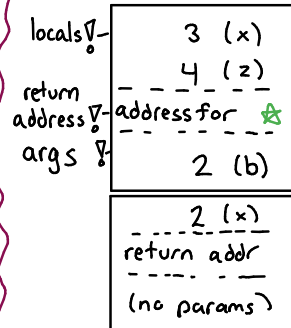 locals
3 (x)
4 (z)
return
address
address for
args
2 (b)
2 (x)
return addr
(no params)